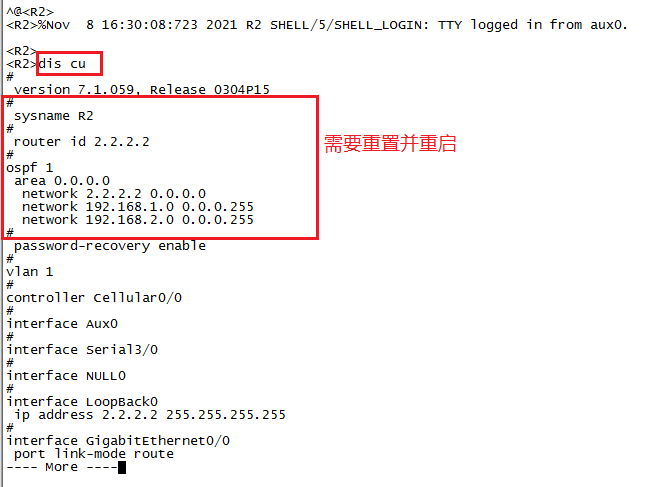 ^@<R2>
<R2>%Nov  8 16:30:08:723 2021 R2 SHELL/5/SHELL_LOGIN: TTY logged in from aux0.
<R2>
<R2>dis cu
#
 version 7.1.059, Release 0304P15
#
 sysname R2
#
 router id 2.2.2.2
需要重置并重启
#
ospf 1
 area 0.0.0.0
  network 2.2.2.2 0.0.0.0
  network 192.168.1.0 0.0.0.255
  network 192.168.2.0 0.0.0.255
#
 password-recovery enable
#
vlan 1
#
controller Cellular0/0
#
interface Aux0
#
interface Serial3/0
#
interface NULL0
#
interface LoopBack0
 ip address 2.2.2.2 255.255.255.255
#
interface GigabitEthernet0/0
 port link-mode route
---- More ----